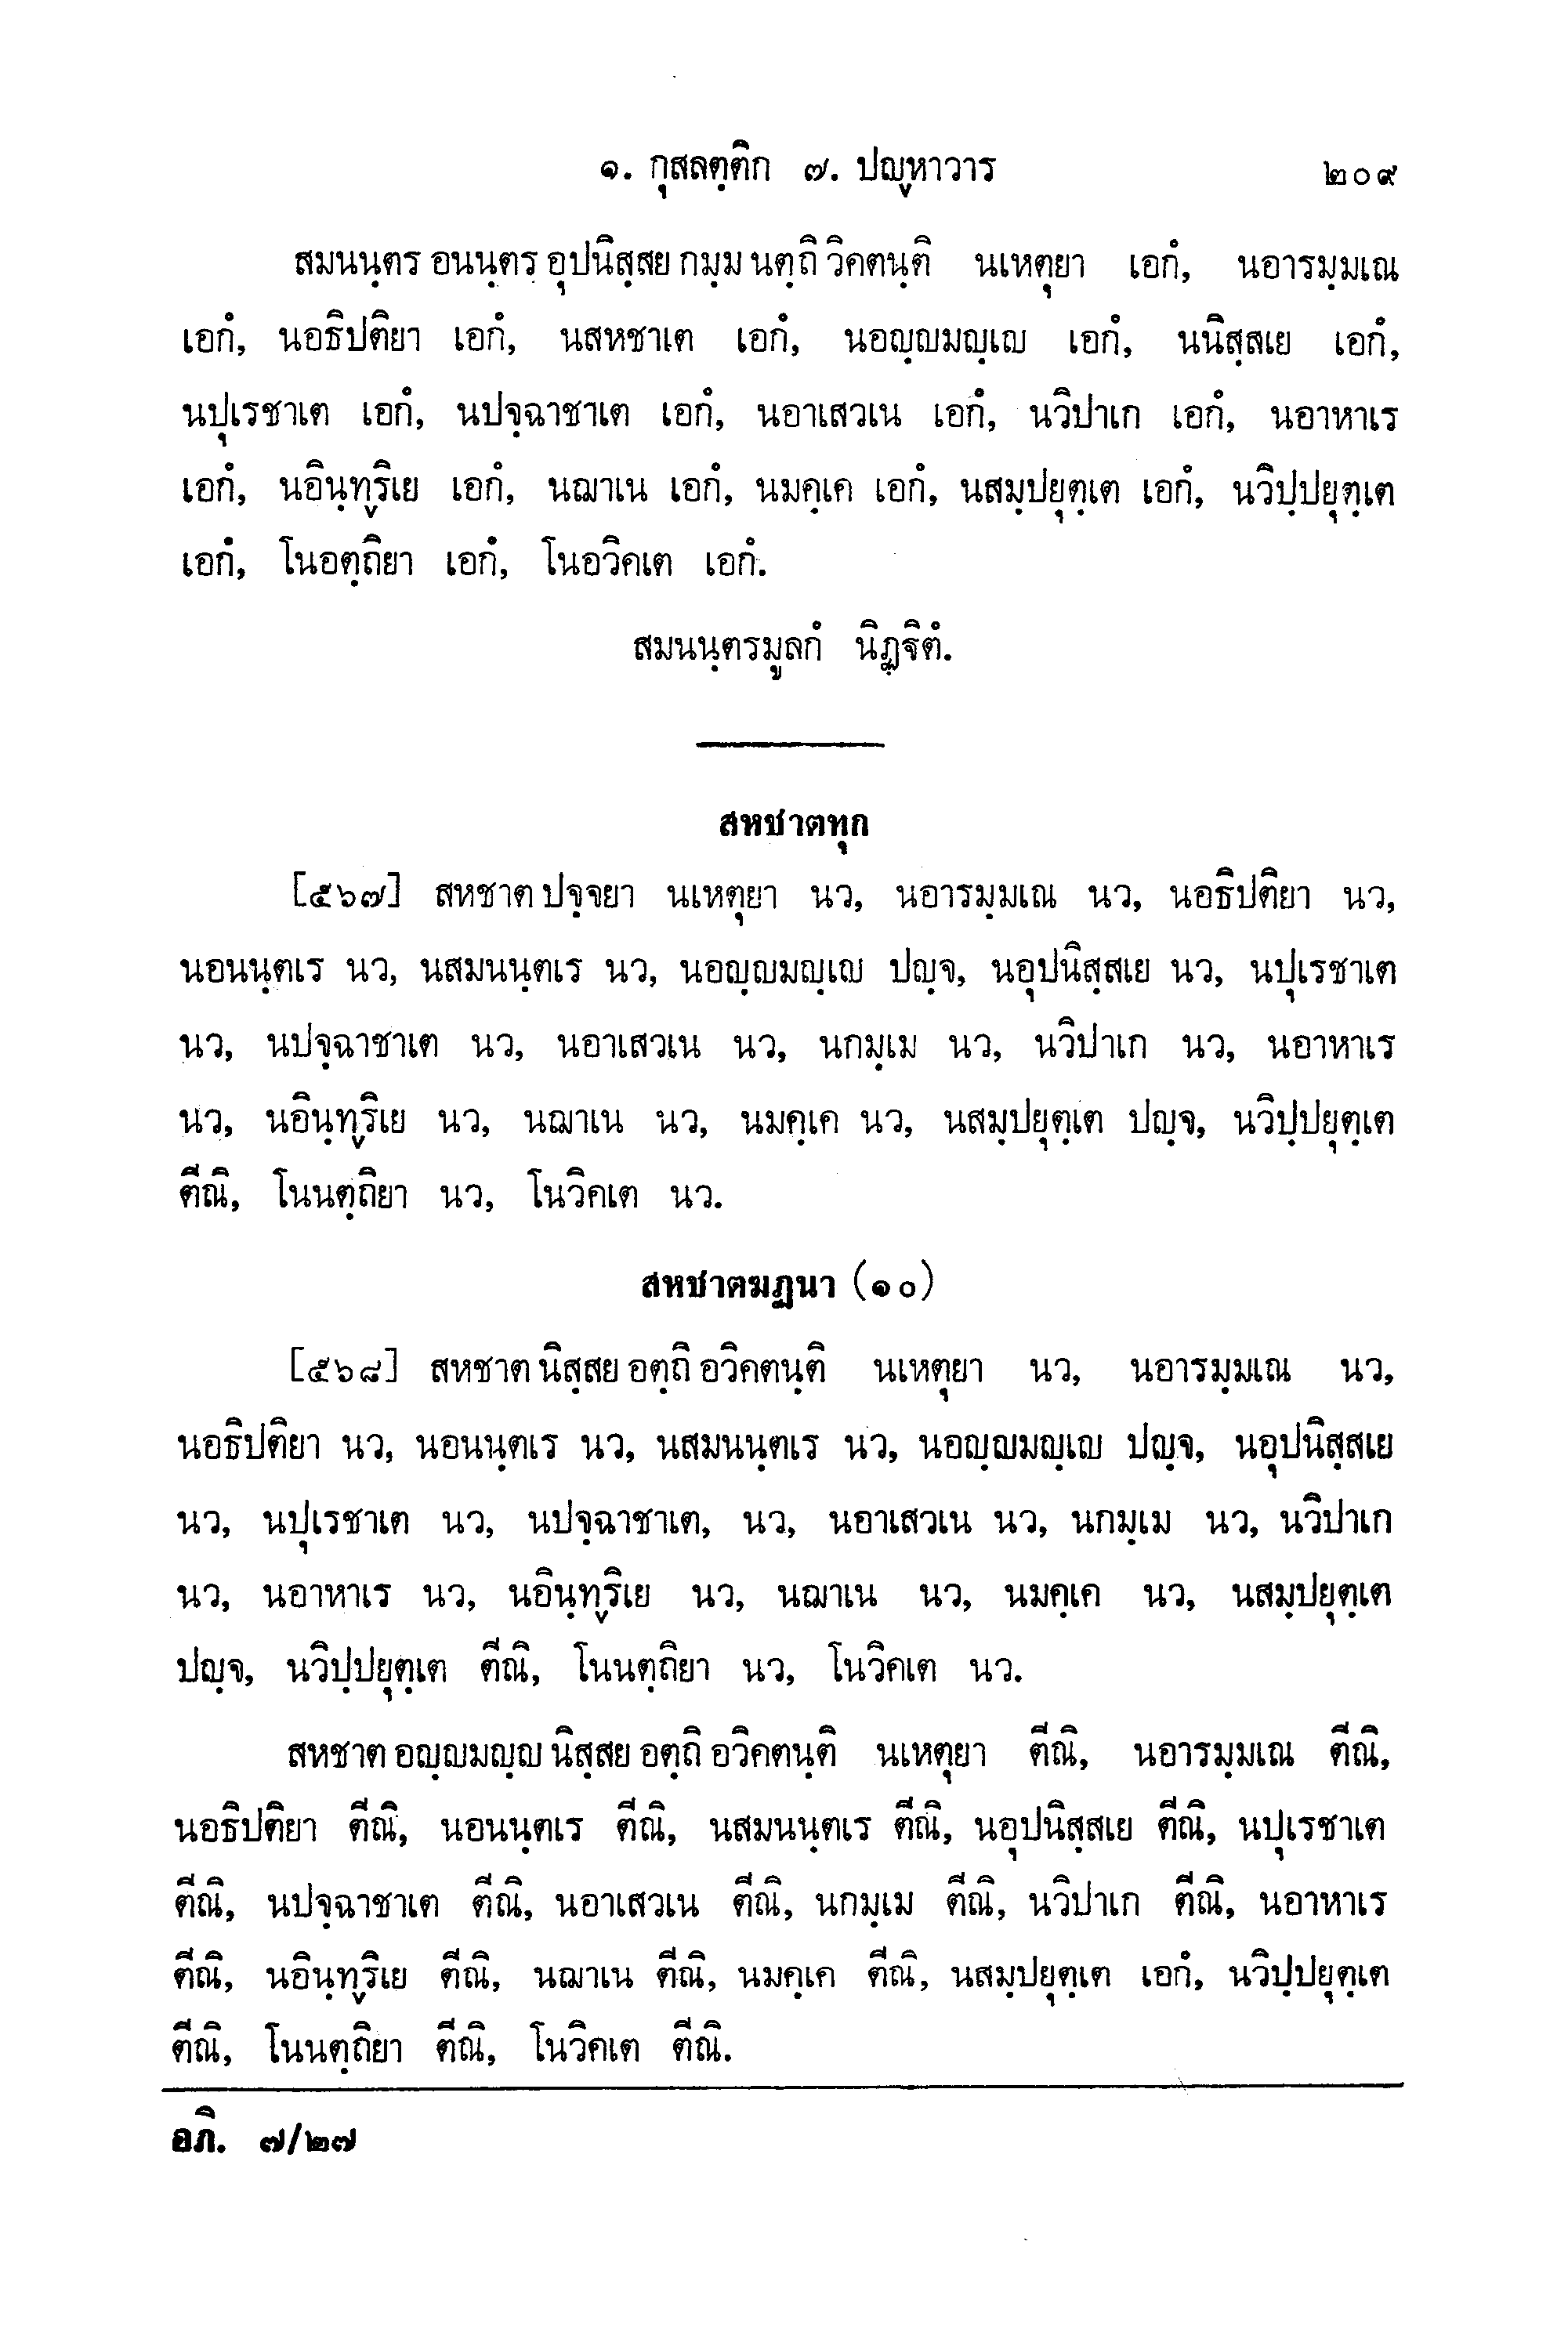 ๑. กุสลตฺติก ๗. ปญฺหาวาร ๒๐๙
สมนนฺตร อนนฺตร อุปนิสฺสย กมฺม นตฺถิ วิคตนฺติ นเหตุยา เอกํ, นอารมฺมเณ
เอกํ, นอธิปติยา เอกํ, นสหชาเต เอกํ, นอญฺญมญฺเญ เอกํ, นนิสฺสเย เอกํ,
นปุเรชาเต เอกํ, นปจฺฉาชาเต เอกํ, นอาเสวเน เอกํ, นวิปาเก เอกํ, นอาหาเร
เอกํ, นอินฺทฺริเย เอกํ, นฌาเน เอกํ, นมคฺเค เอกํ, นสมฺปยุตฺเต เอกํ, นวิปฺปยุตฺเต
เอกํ, โนอตฺถิยา เอกํ, โนอวิคเต เอกํ.
สมนนฺตรมูลกํ นิฏฺฐิตํ.
สหชาตทุก
[๕๖๗] สหชาต ปจฺจยา นเหตุยา นว, นอารมฺมเณ นว, นอธิปติยา นว,
นอนนฺตเร นว, นสมนนฺตเร นว, นอญฺญมญฺเญ ปญฺจ, นอุปนิสฺสเย นว, นปุเรชาเต
นว, นปจฺฉาชาเต นว, นอาเสวเน นว, นกมฺเม นว, นวิปาเก นว, นอาหาเร
นว, นอินฺทฺริเย นว, นฌาเน นว, นมคฺเค นว, นสมฺปยุตฺเต ปญฺจ, นวิปฺปยุตฺเต
ตีณิ, โนนตฺถิยา นว, โนวิคเต นว.
สหชาตฆฏนา (๑๐)
[๕๖๘] สหชาต นิสฺสย อตฺถิ อวิคตนฺติ นเหตุยา นว, นอารมฺมเณ นว,
นอธิปติยา นว, นอนนฺตเร นว, นสมนนฺตเร นว, นอญฺญมญฺเญ ปญฺจ, นอุปนิสฺสเย
นว, นปุเรชาเต นว, นปจฺฉาชาเต, นว, นอาเสวเน นว, นกมฺเม นว, นวิปาเก
นว, นอาหาเร นว, นอินฺทฺริเย นว, นฌาเน นว, นมคฺเค นว, นสมฺปยุตฺเต
ปญฺจ, นวิปฺปยุตฺเต ตีณิ, โนนตฺถิยา นว, โนวิคเต นว.
สหชาต อญฺญมญฺญ นิสฺสย อตฺถิ อวิคตนฺติ นเหตุยา ตีณิ, นอารมฺมเณ ตีณิ,
นอธิปติยา ตีณิ, นอนนฺตเร ตีณิ, นสมนนฺตเร ตีณิ, นอุปนิสฺสเย ตีณิ, นปุเรชาเต
ตีณิ, นปจฺฉาชาเต ตีณิ, นอาเสวเน ตีณิ, นกมฺเม ตีณิ, นวิปาเก ตีณิ, นอาหาเร
ตีณิ, นอินฺทฺริเย ตีณิ, นฌาเน ตีณิ, นมคฺเค ตีณิ, นสมฺปยุตฺเต เอกํ, นวิปฺปยุตฺเต
ตีณิ, โนนตฺถิยา ตีณิ, โนวิคเต ตีณิ.
อภิ. ๗/๒๗